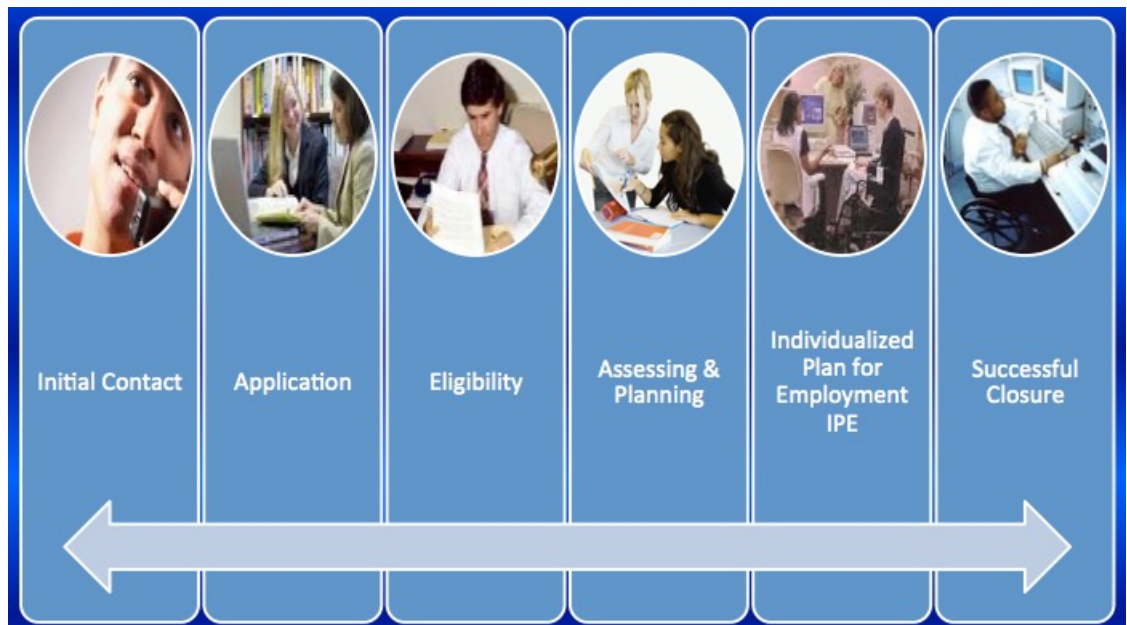 Initial Contact
Application
Eligibility
Assessing &
Planning
Individualized
Plan for
Employment
IPE
Successful
Closure